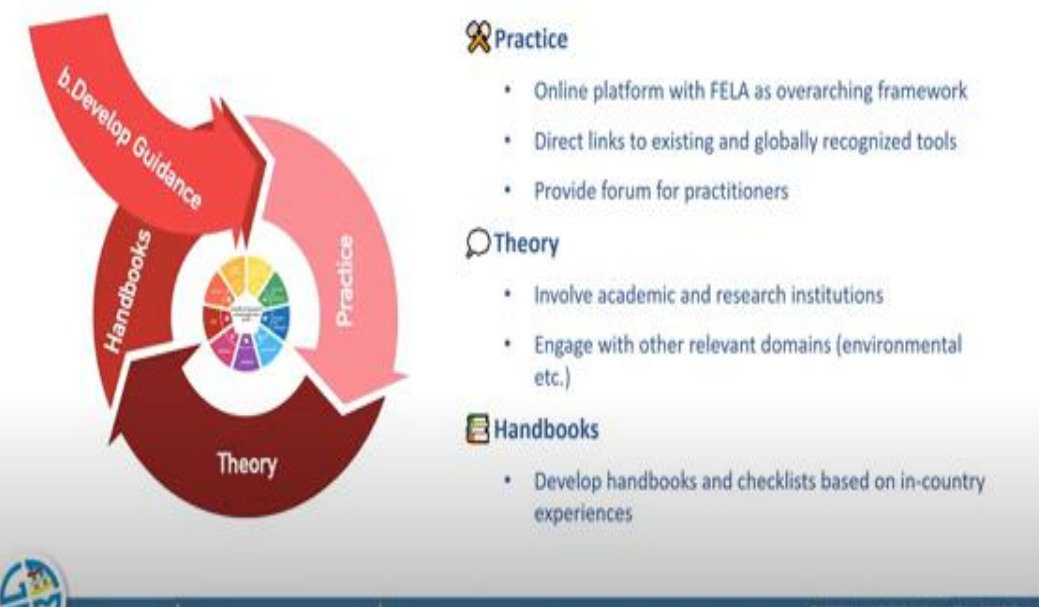 b.Develop Guidance
Handbooks
Practice
Theory
Practice
• Online platform with FELA as overarching framework
• Direct links to existing and globally recognized tools
• Provide forum for practitioners
Theory
• Involve academic and research institutions
• Engage with other relevant domains (environmental
etc.)
Handbooks
• Develop handbooks and checklists based on in-country
experiences